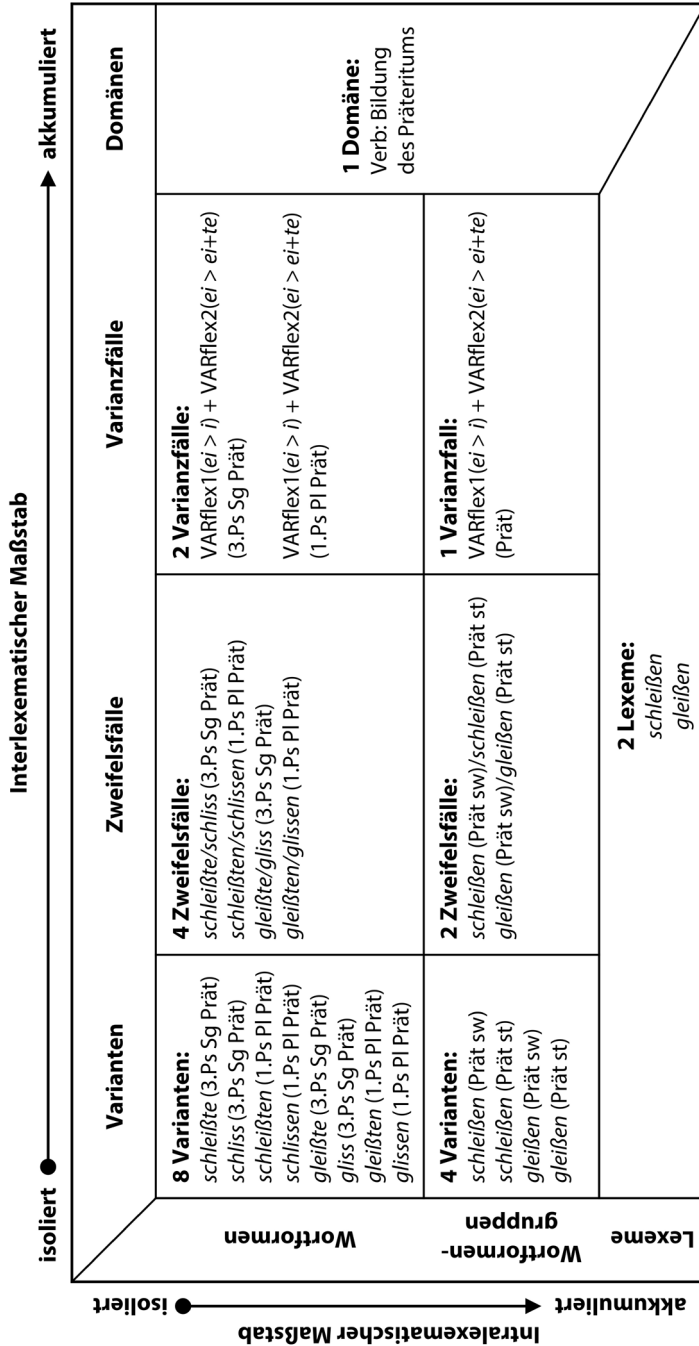 Interlexematischer Maßstab
isoliert
akkumuliert
Varianten
Zweifelsfälle
Varianzfälle
Domänen
Intralexematischer Maßstab
isoliert
akkumuliert
Wortformen
8 Varianten:
schleißte (3.Ps Sg Prät)
schliss (3.Ps Sg Prät)
schleißten (1.Ps Pl Prät)
schlissen (1.Ps Pl Prät)
gleißte (3.Ps Sg Prät)
gliss (3.Ps Sg Prät)
gleißten (1.Ps Pl Prät)
glissen (1.Ps Pl Prät)
4 Zweifelsfälle:
schleißte/schliss (3.Ps Sg Prät)
schleißten/schlissen (1.Ps Pl Prät)
gleißte/gliss (3.Ps Sg Prät)
gleißten/glissen (1.Ps Pl Prät)
2 Varianzfälle:
VARflex1(ei > i) + VARflex2(ei > ei+te)
(3.Ps Sg Prät)
VARflex1(ei > i) + VARflex2(ei > ei+te)
(1.Ps Pl Prät)
1 Domäne:
Verb: Bildung
des Präteritums
Wortformen-
gruppen
4 Varianten:
schleißen (Prät sw)
schleißen (Prät st)
gleißen (Prät sw)
gleißen (Prät st)
2 Zweifelsfälle:
schleißen (Prät sw)/schleißen (Prät st)
gleißen (Prät sw)/gleißen (Prät st)
1 Varianzfall:
VARflex1(ei > i) + VARflex2(ei > ei+te)
(Prät)
Lexeme
2 Lexeme:
schleißen
gleißen